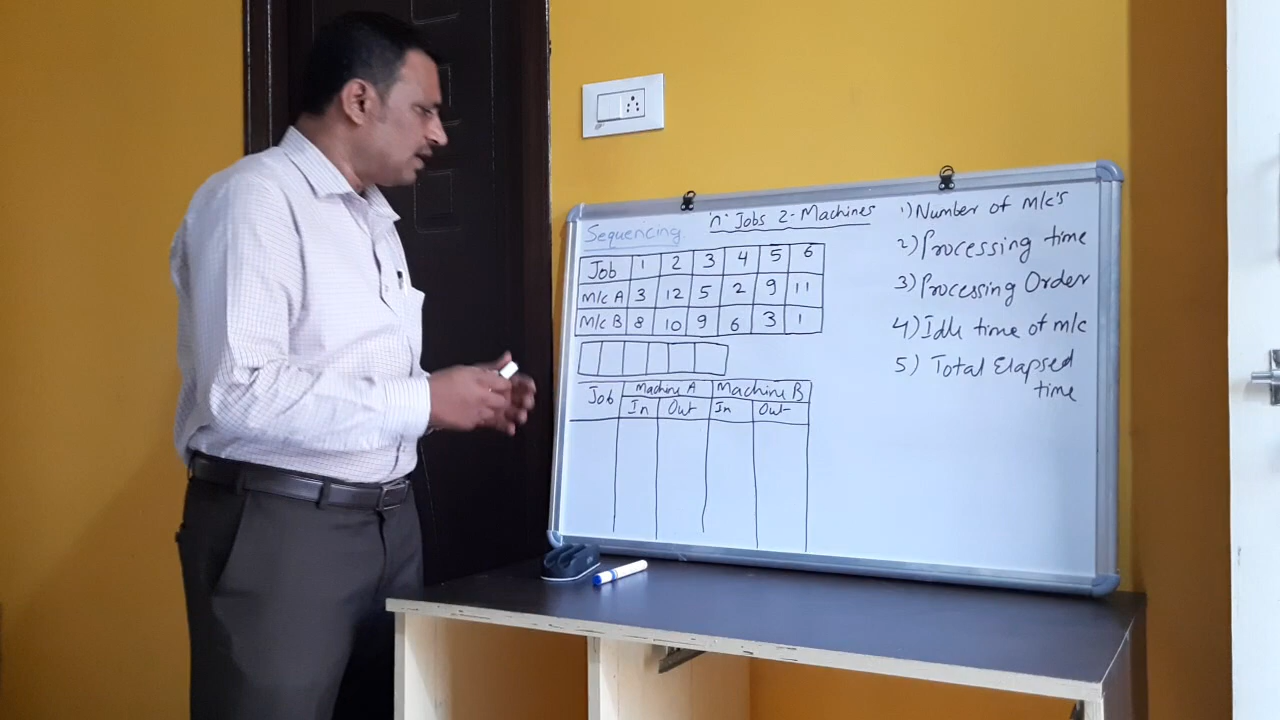 Sequencing 'n' Jobs 2-Machines
Job 1 2 3 4 5 6
M/c A 3 12 5 2 9 11
M/c B 8 10 9 6 3 1
Job Machine A Machine B
In Out In Out
1) Number of m/c's
2) Processing time
3) Processing Order
4) Idle time of m/c
5) Total Elapsed
time